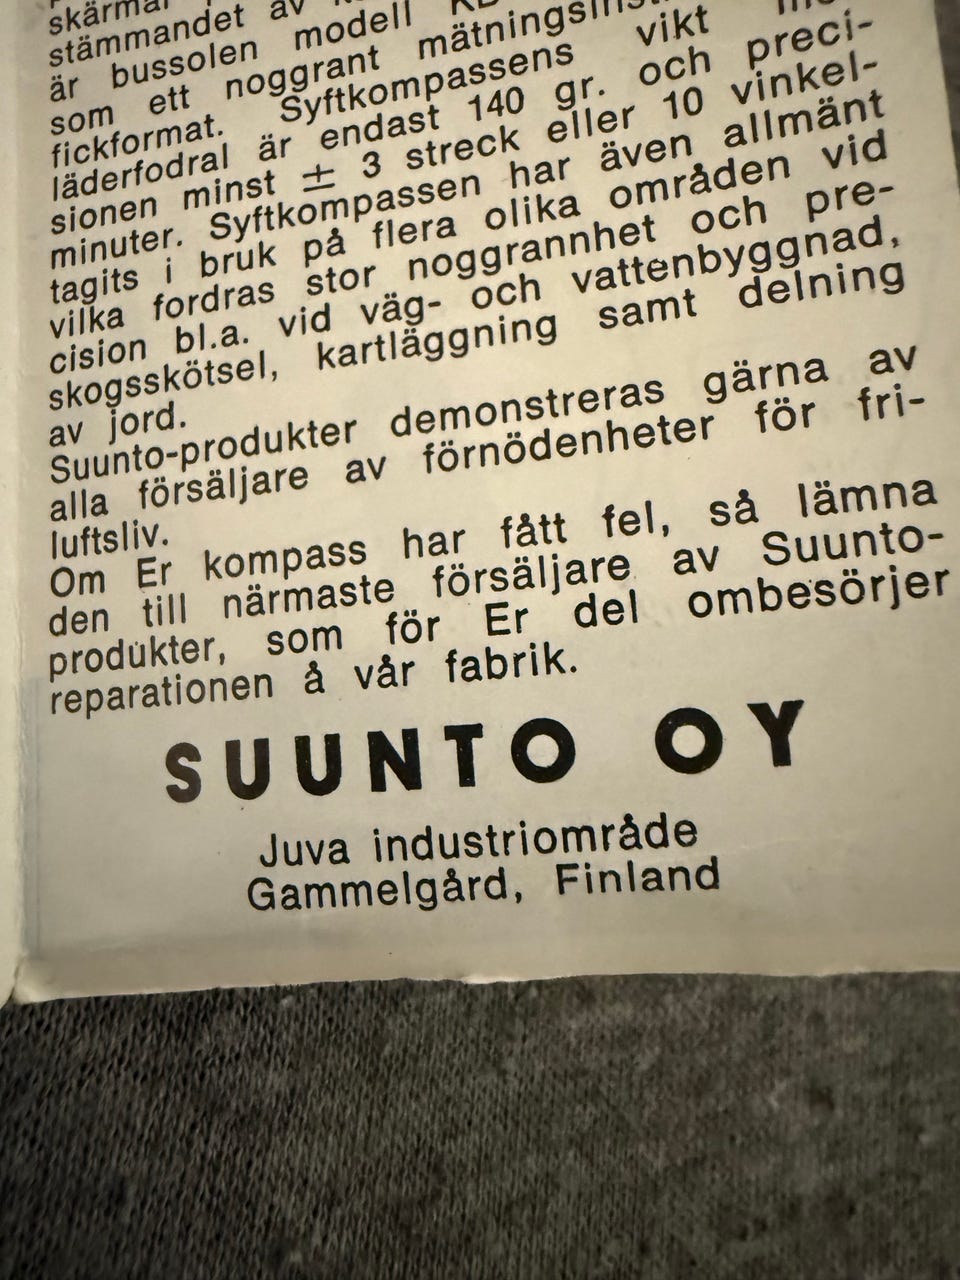 stämmandet av
är bussolen modell
som ett noggrant
fickformat. Syftkompassens vikt
läderfodral är endast 140 gr. och preci-
sionen minst ± 3 streck eller 10 vinkel-
minuter. Syftkompassen har även allmänt
tagits i bruk på flera olika områden vid
vilka fordras stor noggrannhet och pre-
cision bl.a. vid väg- och vattenbyggnad,
skogsskötsel, kartläggning samt delning
av jord.
Suunto-produkter demonstreras gärna av
alla försäljare av förnödenheter för fri-
luftsliv.
Om Er kompass har fått fel, så lämna
den till närmaste försäljare av Suunto-
produkter, som för Er del ombesörjer
reparationen å vår fabrik.
SUUNTO OY
Juva industriområde
Gammelgård, Finland